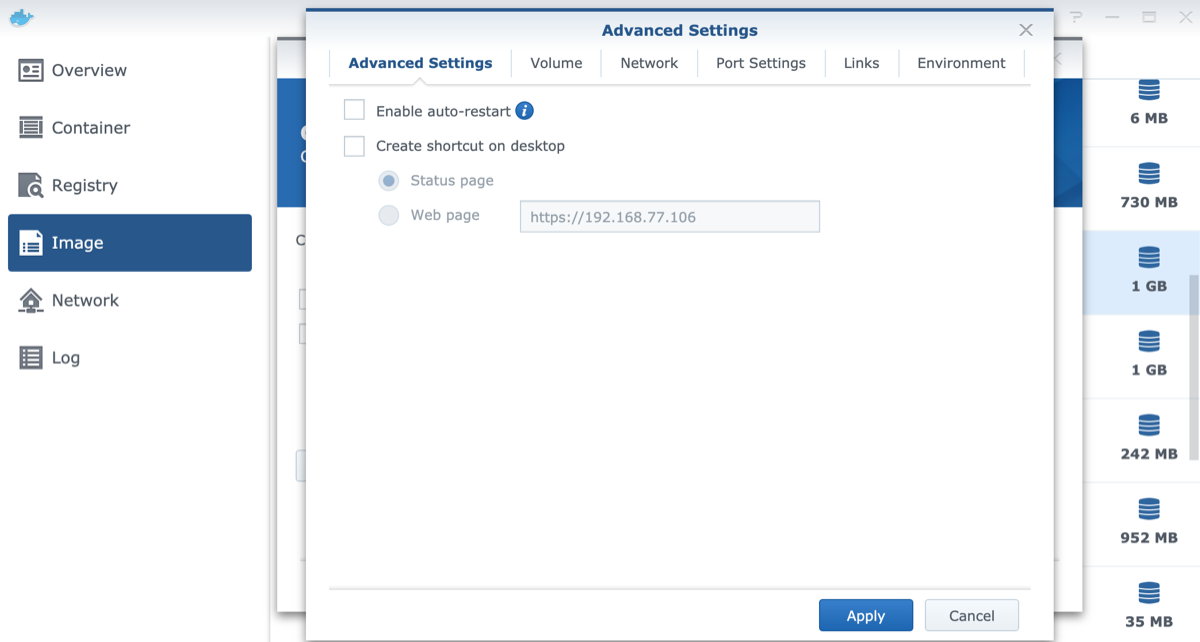 Advanced Settings
Advanced Settings
Volume
Network
Port Settings
Links
Environment
Overview
Container
Registry
Image
Network
Log
Enable auto-restart
Create shortcut on desktop
Status page
Web page
https://192.168.77.106
Apply
Cancel
6 MB
730 MB
1 GB
1 GB
242 MB
952 MB
35 MB